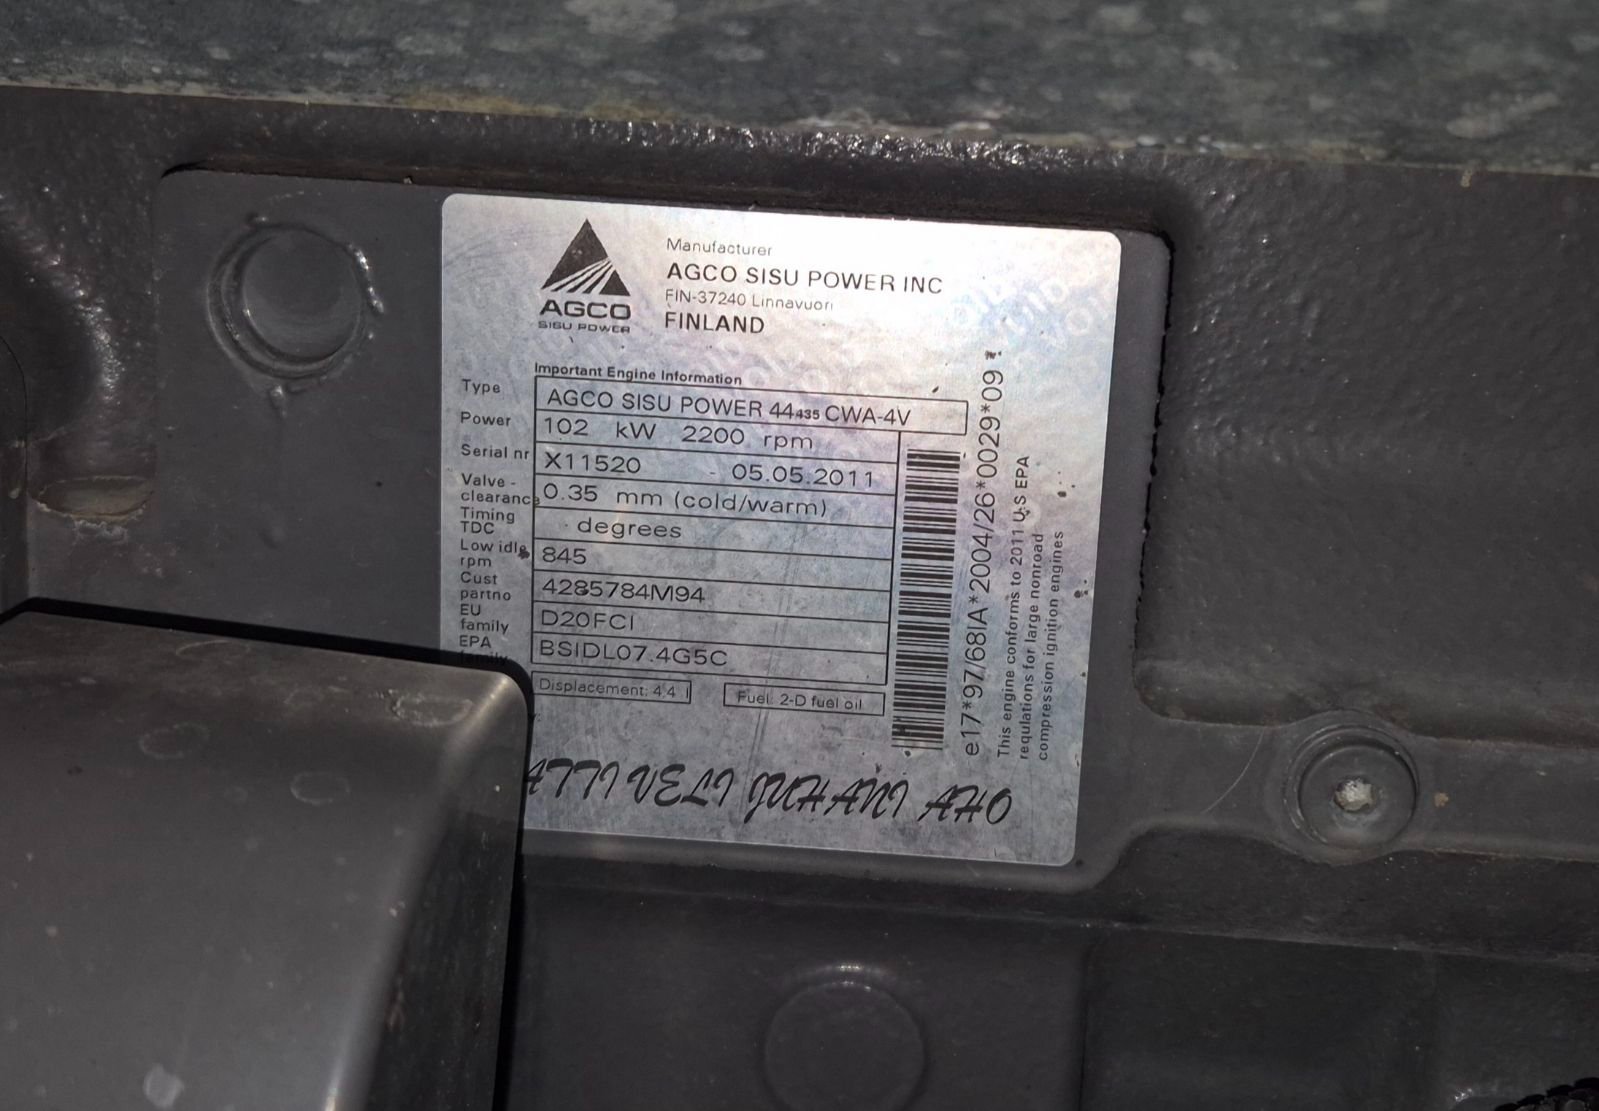 AGCO
SISU POWER
Manufacturer
AGCO SISU POWER INC
FIN-37240 Linnavuori
FINLAND
Important Engine Information
Type AGCO SISU POWER 44435 CWA-4V
Power 102 kW 2200 rpm
Serial nr X11520 05.05.2011
Valve - clearance 0.35 mm (cold/warm)
Timing TDC degrees
Low idle rpm 845
Cust partno 4285784M94
EU family D20FCI
EPA family BSIDL07.4G5C
Displacement: 4.4 l
Fuel: 2-D fuel oil
ATTI VELI JUHANI AHO
e17*97/68IA*2004/26*0029*09
This engine conforms to 2011 U.S EPA
regulations for large nonroad
compression ignition engines